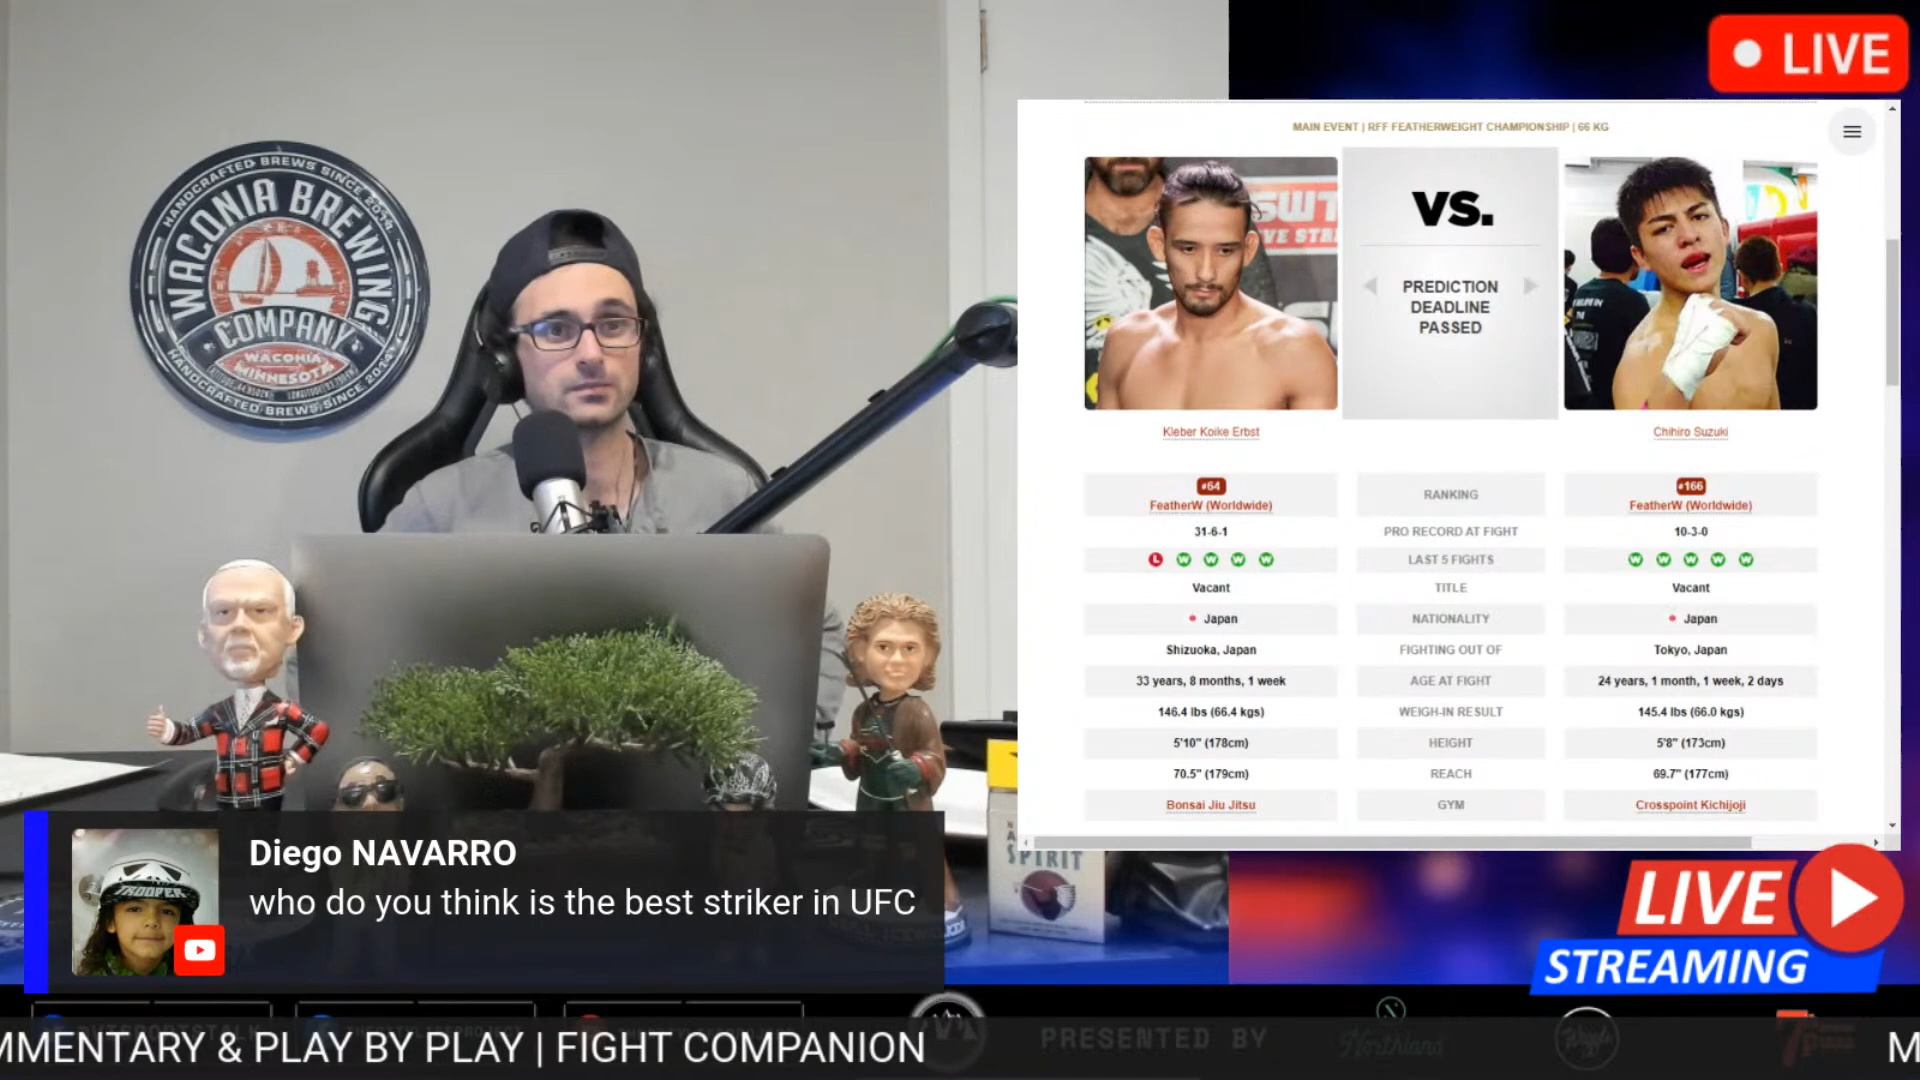 LIVE
HANDCRAFTED BREWS SINCE 2014
WACONIA BREWING
COMPANY
WACONIA
MINNESOTA
HANDCRAFTED BREWS SINCE 2014
MAIN EVENT | RFF FEATHERWEIGHT CHAMPIONSHIP | 66 KG
VS.
PREDICTION
DEADLINE
PASSED
Kleber Koike Erbst
Chihiro Suzuki
#64
RANKING
#166
FeatherW (Worldwide)
FeatherW (Worldwide)
31-6-1
PRO RECORD AT FIGHT
10-3-0
L W W W W
LAST 5 FIGHTS
W W W W W
Vacant
TITLE
Vacant
Japan
NATIONALITY
Japan
Shizuoka, Japan
FIGHTING OUT OF
Tokyo, Japan
33 years, 8 months, 1 week
AGE AT FIGHT
24 years, 1 month, 1 week, 2 days
146.4 lbs (66.4 kgs)
WEIGH-IN RESULT
145.4 lbs (66.0 kgs)
5'10" (178cm)
HEIGHT
5'8" (173cm)
70.5" (179cm)
REACH
69.7" (177cm)
Bonsai Jiu Jitsu
GYM
Crosspoint Kichijoji
SPIRIT
Diego NAVARRO
who do you think is the best striker in UFC
TROOPER
LIVE
STREAMING
PRESENTED BY
Northland
MMENTARY & PLAY BY PLAY | FIGHT COMPANION
M